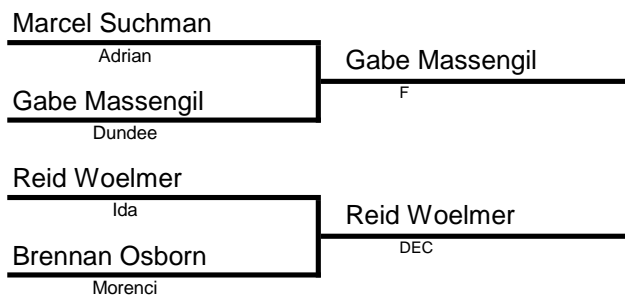 Marcel Suchman
Adrian
Gabe Massengil
F
Gabe Massengil
Dundee
Reid Woelmer
Ida
Reid Woelmer
DEC
Brennan Osborn
Morenci